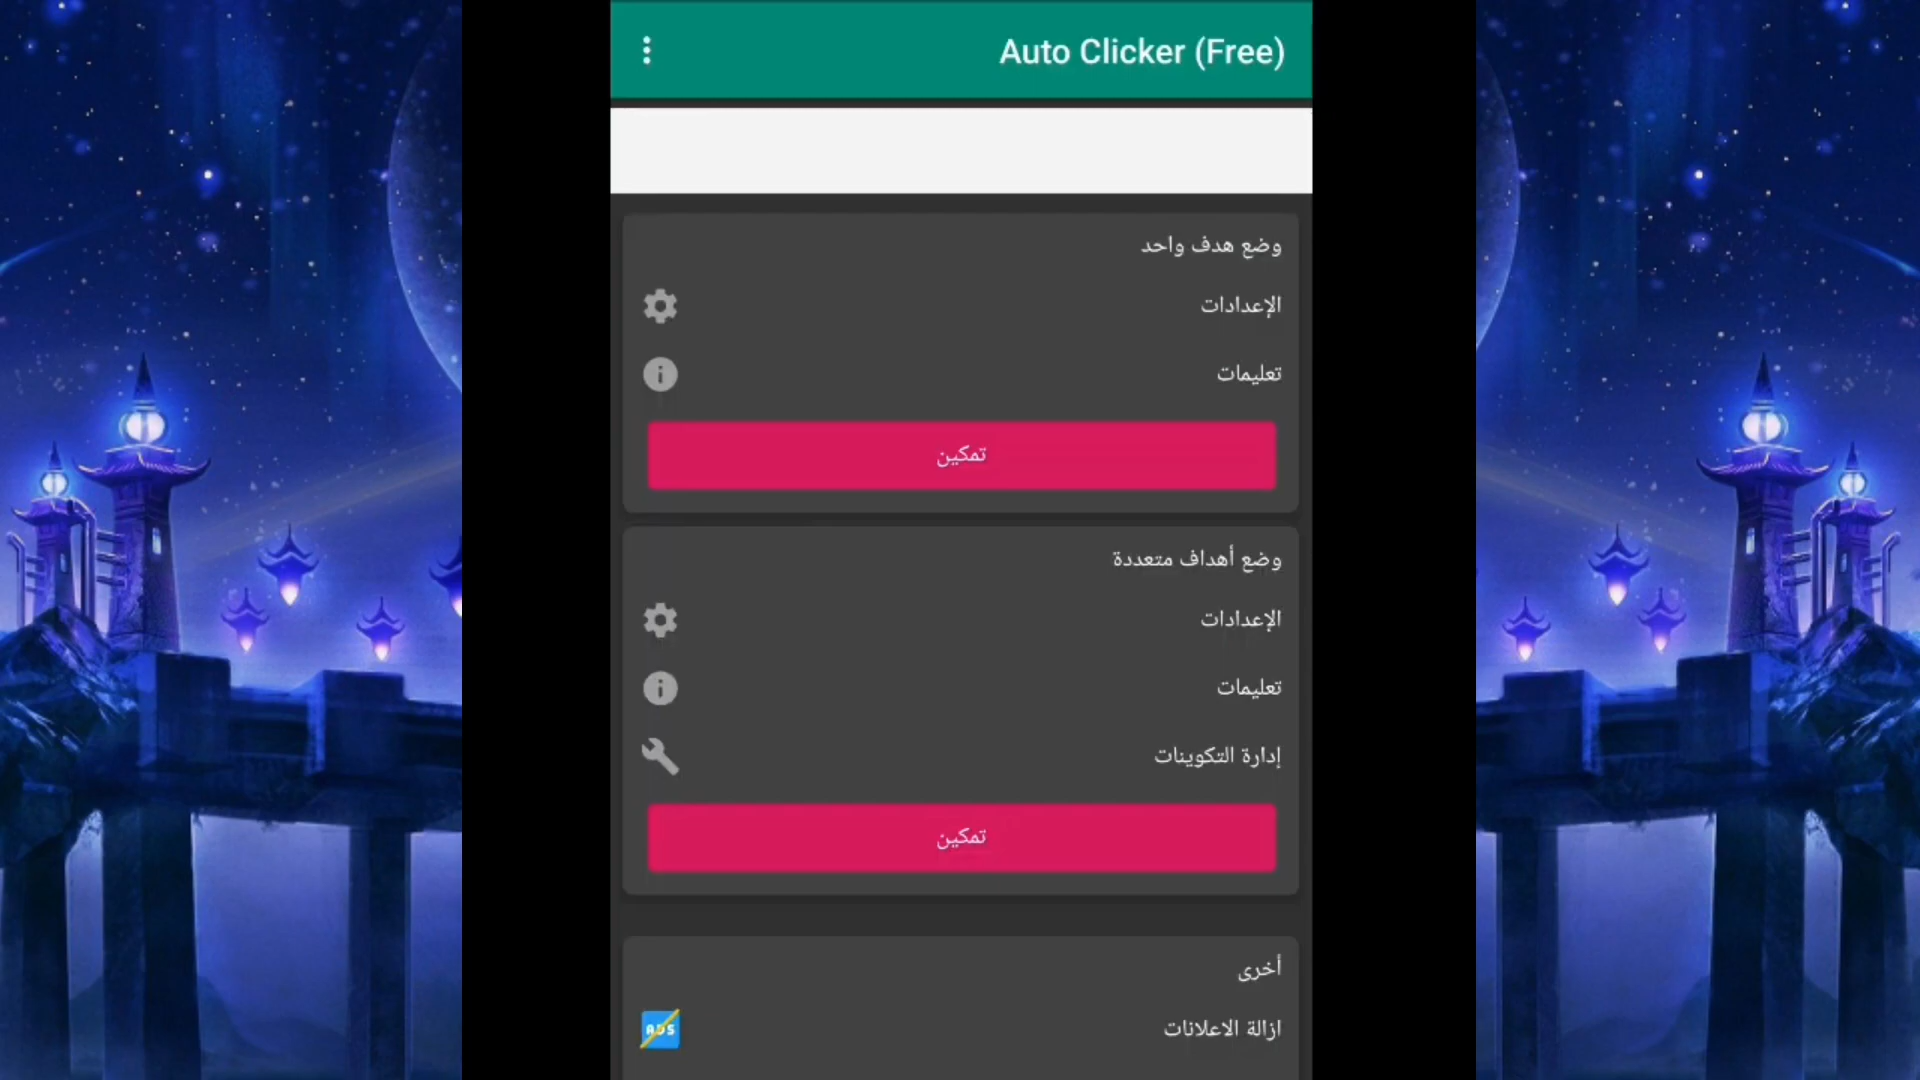 Auto Clicker (Free)
وضع هدف واحد
الإعدادات
تعليمات
تمكين
وضع أهداف متعددة
الإعدادات
تعليمات
إدارة التكوينات
تمكين
أخرى
ازالة الاعلانات
ADS